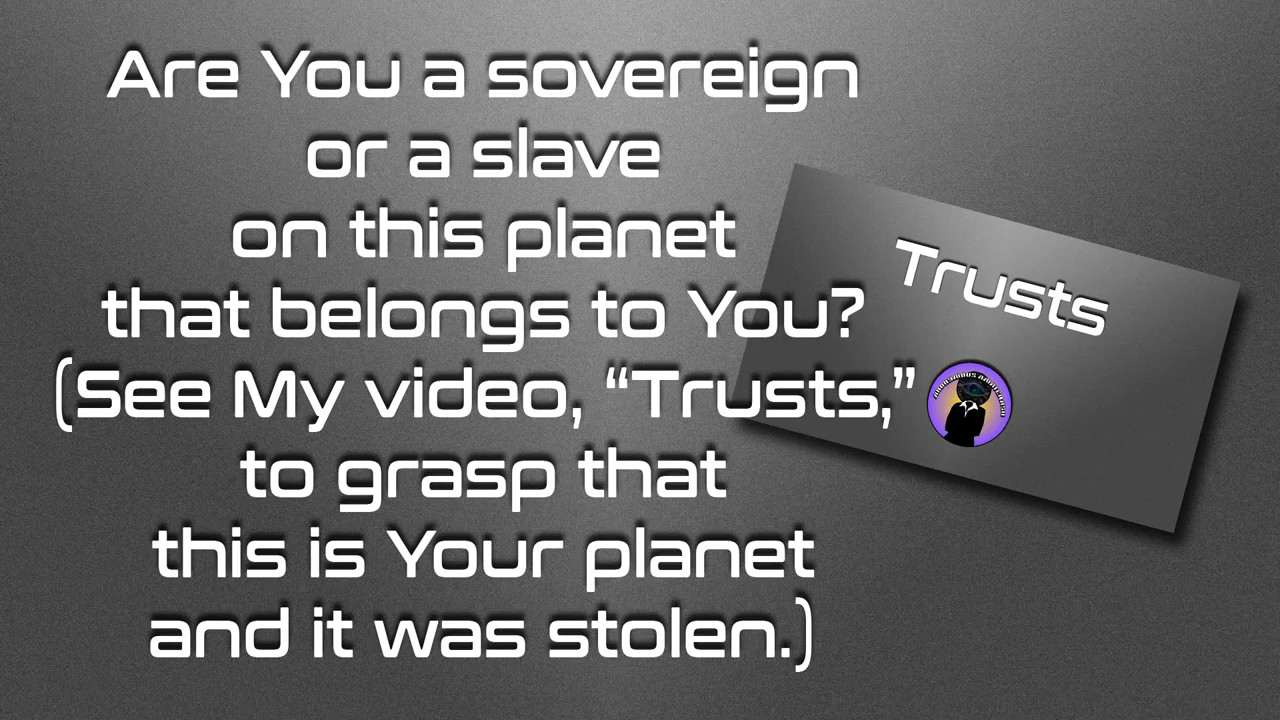 Are You a sovereign
or a slave
on this planet
that belongs to You?
(See My video, “Trusts,”
to grasp that
this is Your planet
and it was stolen.)
Trusts